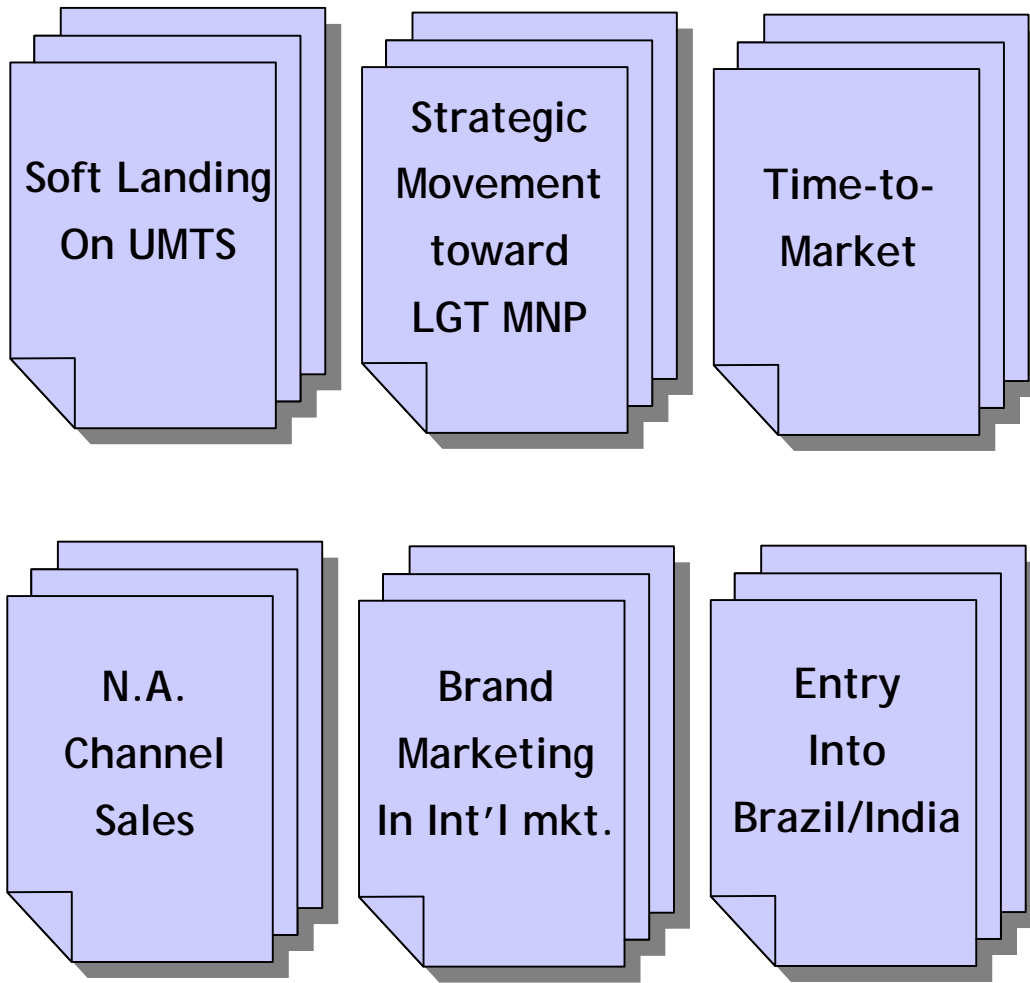 Soft Landing
On UMTS
Strategic
Movement
toward
LGT MNP
Time-to-
Market
N.A.
Channel
Sales
Brand
Marketing
In Int'l mkt.
Entry
Into
Brazil/India